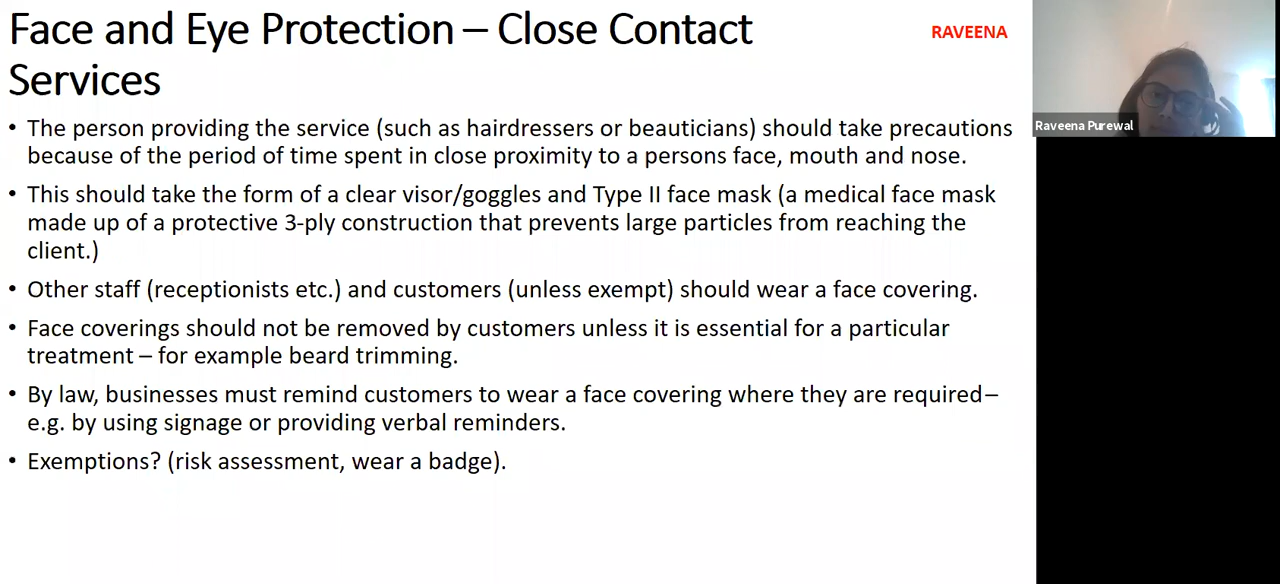 Face and Eye Protection – Close Contact
Services
RAVEENA
Raveena Purewal
• The person providing the service (such as hairdressers or beauticians) should take precautions
because of the period of time spent in close proximity to a persons face, mouth and nose.
• This should take the form of a clear visor/goggles and Type II face mask (a medical face mask
made up of a protective 3-ply construction that prevents large particles from reaching the
client.)
• Other staff (receptionists etc.) and customers (unless exempt) should wear a face covering.
• Face coverings should not be removed by customers unless it is essential for a particular
treatment – for example beard trimming.
• By law, businesses must remind customers to wear a face covering where they are required –
e.g. by using signage or providing verbal reminders.
• Exemptions? (risk assessment, wear a badge).